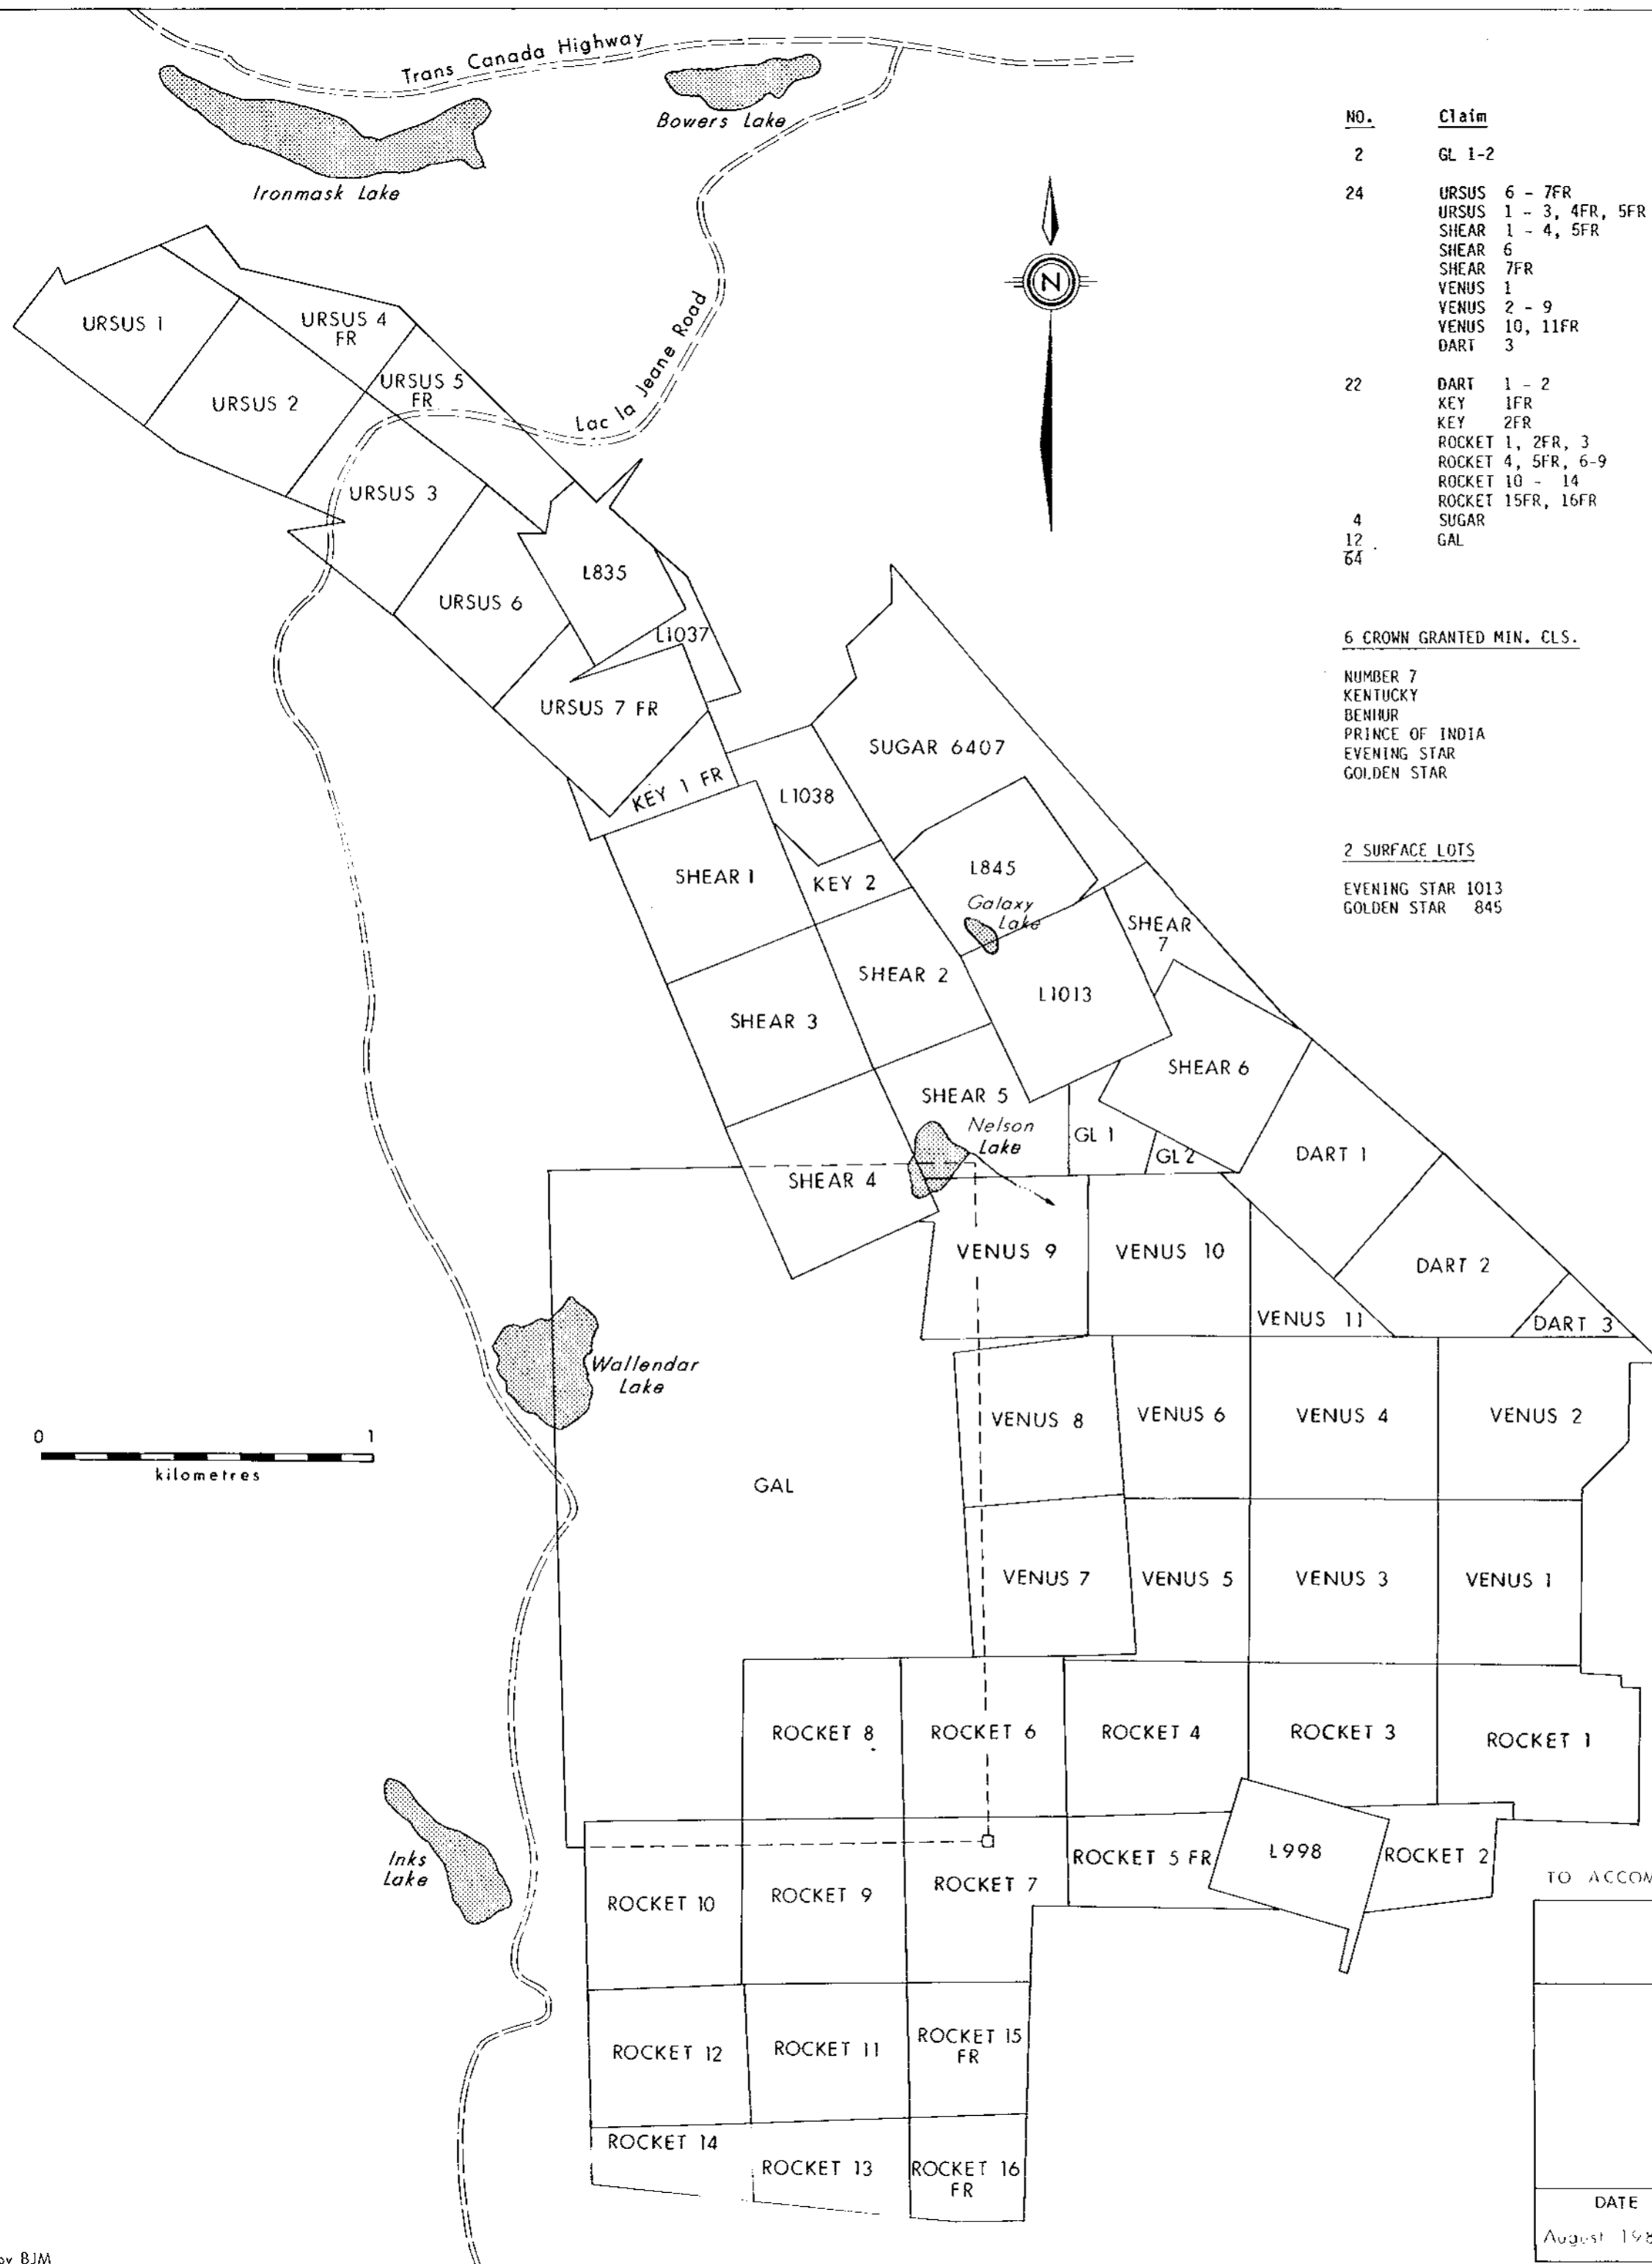 Trans Canada Highway
Bowers Lake
Ironmask Lake
Lac la Jeane Road
NO. Claim
2 GL 1-2
24 URSUS 6 - 7FR
URSUS 1 - 3, 4FR, 5FR
SHEAR 1 - 4, 5FR
SHEAR 6
SHEAR 7FR
VENUS 1
VENUS 2 - 9
VENUS 10, 11FR
DART 3
22 DART 1 - 2
KEY 1FR
KEY 2FR
ROCKET 1, 2FR, 3
ROCKET 4, 5FR, 6-9
ROCKET 10 - 14
ROCKET 15FR, 16FR
4 SUGAR
12 GAL
64
6 CROWN GRANTED MIN. CLS.
NUMBER 7
KENTUCKY
BENHUR
PRINCE OF INDIA
EVENING STAR
GOLDEN STAR
2 SURFACE LOTS
EVENING STAR 1013
GOLDEN STAR 845
N
URSUS 1
URSUS 4
FR
URSUS 5
FR
URSUS 2
URSUS 3
L835
URSUS 6
L1037
URSUS 7 FR
SUGAR 6407
KEY 1 FR
L1038
SHEAR 1
KEY 2
L845
Galaxy
Lake
SHEAR
7
SHEAR 2
L1013
SHEAR 3
SHEAR 6
SHEAR 5
Nelson
Lake
GL 1
GL 2
DART 1
SHEAR 4
VENUS 9
VENUS 10
DART 2
VENUS 11
DART 3
Wallendar
Lake
VENUS 8
VENUS 6
VENUS 4
VENUS 2
0 1
kilometres
GAL
VENUS 7
VENUS 5
VENUS 3
VENUS 1
ROCKET 8
ROCKET 6
ROCKET 4
ROCKET 3
ROCKET 1
Inks
Lake
ROCKET 10
ROCKET 9
ROCKET 7
ROCKET 5 FR
L998
ROCKET 2
TO ACCOM
ROCKET 12
ROCKET 11
ROCKET 15
FR
ROCKET 14
ROCKET 13
ROCKET 16
FR
DATE
August 198
by BJM